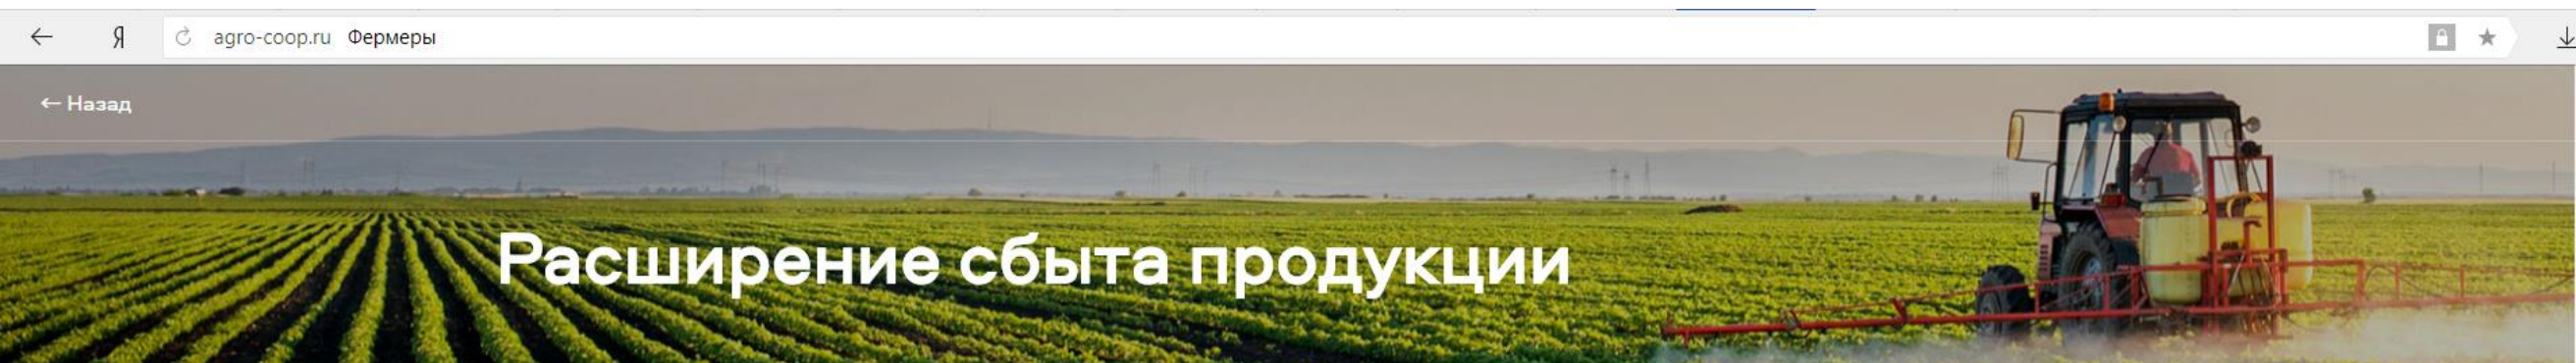 Я agro-coop.ru Фермеры
← Назад
Расширение сбыта продукции